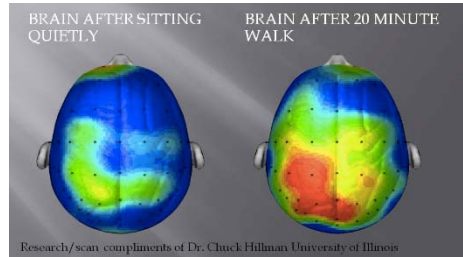 BRAIN AFTER SITTING
QUIETLY
BRAIN AFTER 20 MINUTE
WALK
Research/scan compliments of Dr. Chuck Hillman University of Illinois